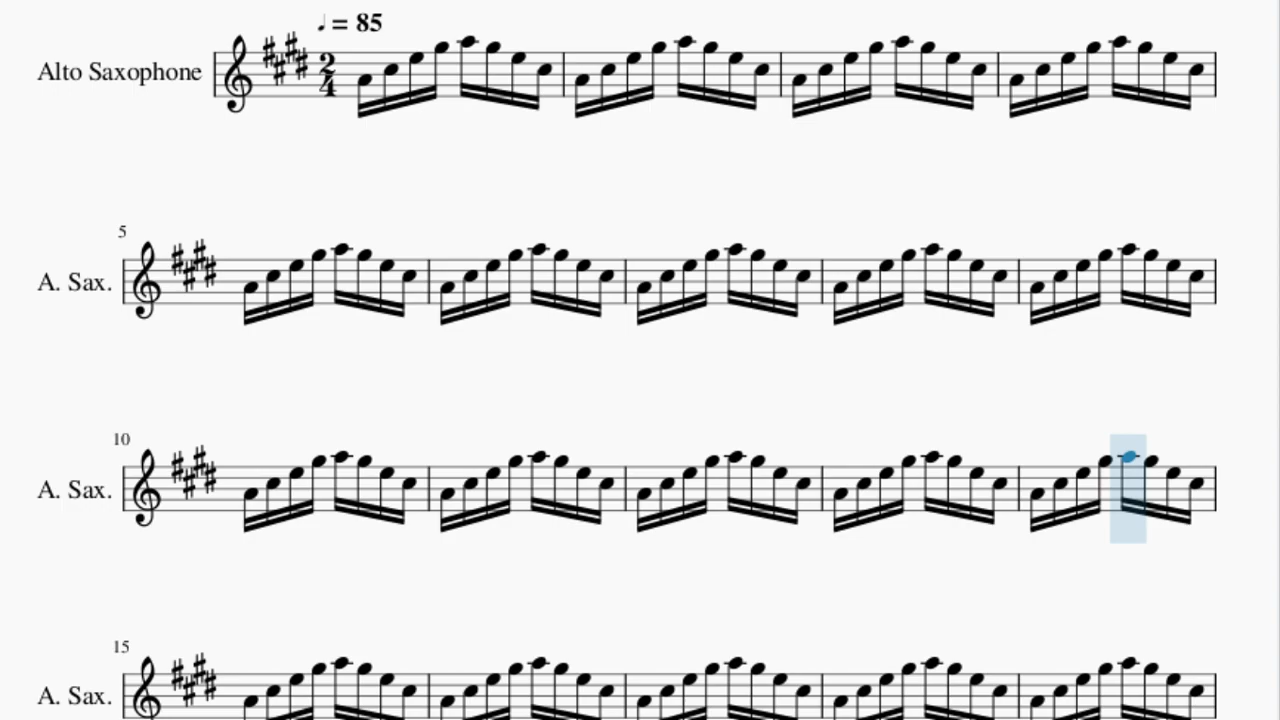 ♩ = 85
Alto Saxophone
2
4
5
A. Sax.
10
A. Sax.
15
A. Sax.